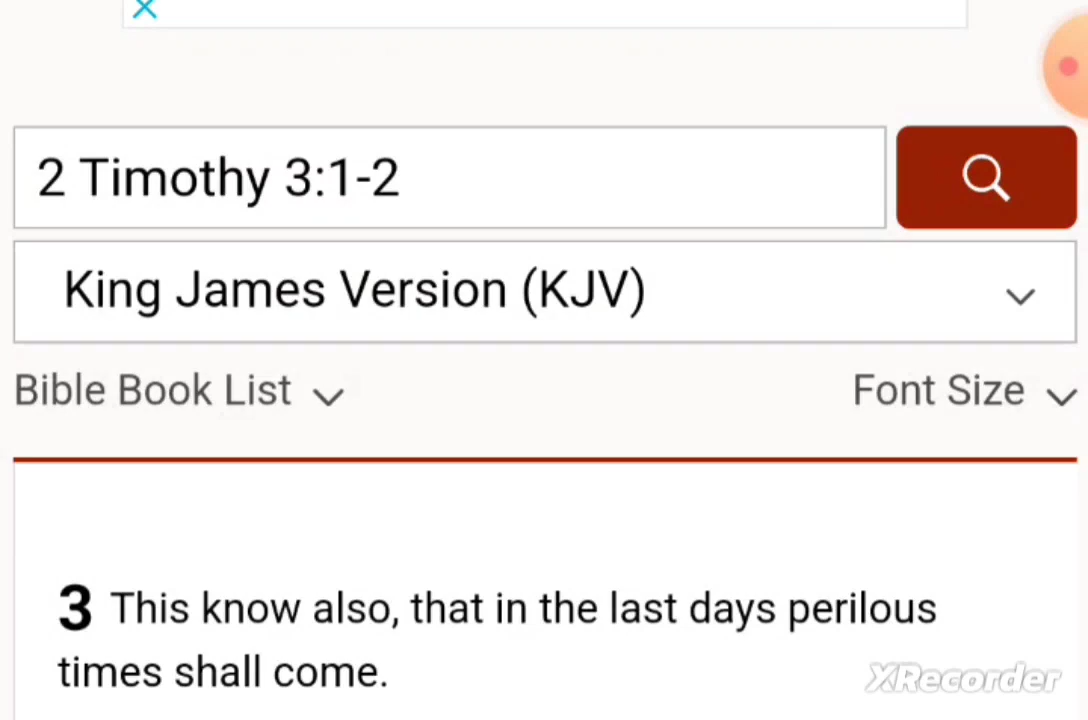 2 Timothy 3:1-2
King James Version (KJV)
Bible Book List
Font Size
3 This know also, that in the last days perilous
times shall come.
XRecorder